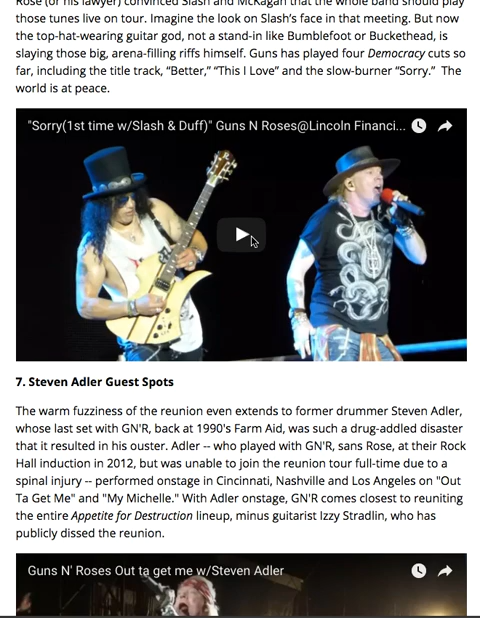 Rose (or his lawyer) convinced Slash and McKagan that the whole band should play
those tunes live on tour. Imagine the look on Slash's face in that meeting. But now
the top-hat-wearing guitar god, not a stand-in like Bumblefoot or Buckethead, is
slaying those big, arena-filling riffs himself. Guns has played four Democracy cuts so
far, including the title track, “Better,” “This I Love” and the slow-burner “Sorry.”  The
world is at peace.
"Sorry(1st time w/Slash & Duff)" Guns N Roses@Lincoln Financi...
7. Steven Adler Guest Spots
The warm fuzziness of the reunion even extends to former drummer Steven Adler,
whose last set with GN'R, back at 1990's Farm Aid, was such a drug-addled disaster
that it resulted in his ouster. Adler -- who played with GN'R, sans Rose, at their Rock
Hall induction in 2012, but was unable to join the reunion tour full-time due to a
spinal injury -- performed onstage in Cincinnati, Nashville and Los Angeles on "Out
Ta Get Me" and "My Michelle." With Adler onstage, GN'R comes closest to reuniting
the entire Appetite for Destruction lineup, minus guitarist Izzy Stradlin, who has
publicly dissed the reunion.
Guns N' Roses Out ta get me w/Steven Adler